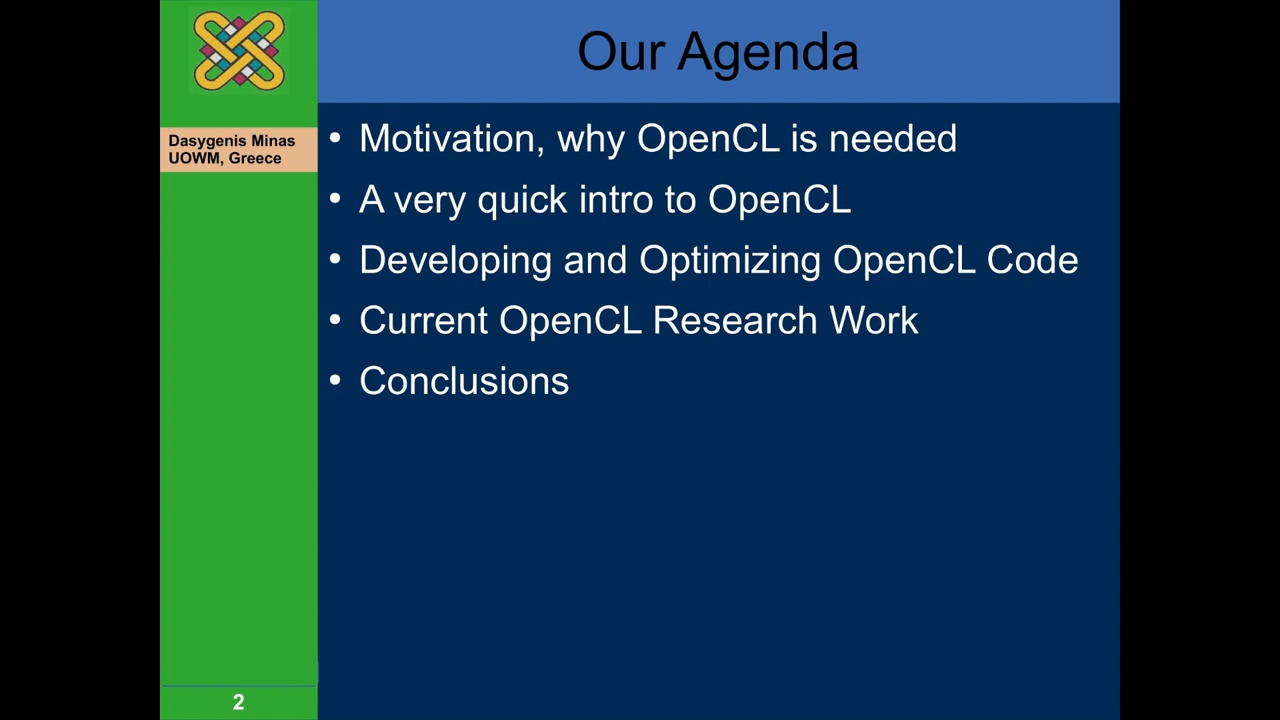 Our Agenda
Dasygenis Minas
UOWM, Greece
• Motivation, why OpenCL is needed
• A very quick intro to OpenCL
• Developing and Optimizing OpenCL Code
• Current OpenCL Research Work
• Conclusions
2